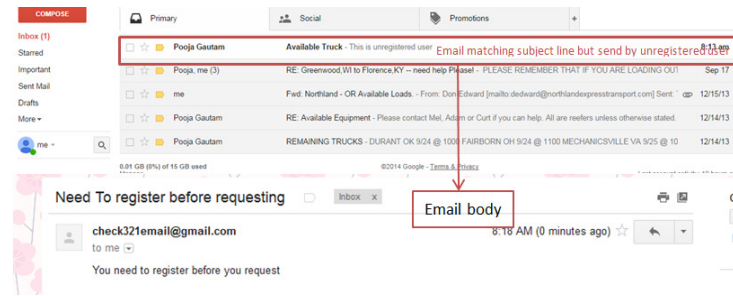 COMPOSE
Primary Social Promotions +
Inbox (1)
Starred
Important
Sent Mail
Drafts
More
Pooja Gautam Available Truck - This is unregistered user Email matching subject line but send by unregistered user 8:13 am
Pooja, me (3) RE: Greenwood,WI to Florence,KY -- need help Please! - PLEASE REMEMBER THAT IF YOU ARE LOADING OUT Sep 17
me Fwd: Northland - OR Available Loads. - From: Don Edward [mailto:dedward@northlandexpresstransport.com] Sent: 12/15/13
Pooja Gautam RE: Available Equipment - Please contact Mel, Adam or Curt if you can help. All are reefers unless otherwise stated. 12/14/13
Pooja Gautam REMAINING TRUCKS - DURANT OK 9/24 @ 1000 FAIRBORN OH 9/24 @ 1100 MECHANICSVILLE VA 9/25 @ 10 12/14/13
me
0.01 GB (0%) of 15 GB used ©2014 Google - Terms & Privacy
Need To register before requesting Inbox x
Email body
check321email@gmail.com 8:18 AM (0 minutes ago)
to me
You need to register before you request